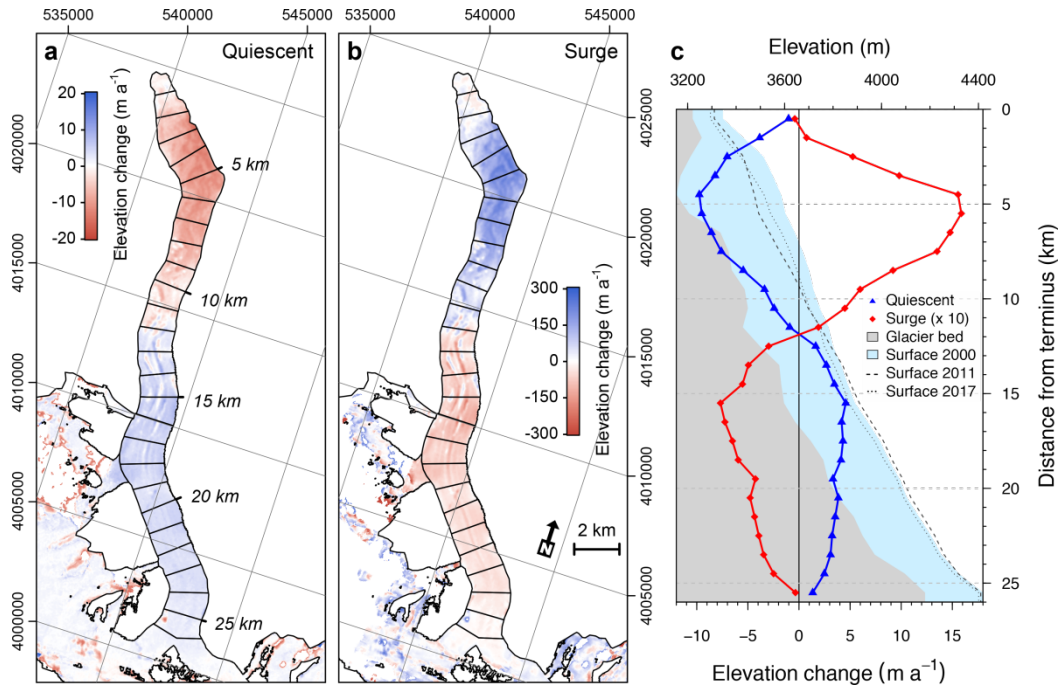 535000 540000 545000
a Quiescent
Elevation change (m a⁻¹)
20
10
0
-10
-20
5 km
10 km
15 km
20 km
25 km
4020000
4015000
4010000
4005000
4000000
535000 540000 545000
b Surge
300
150
0
-150
-300
Elevation change (m a⁻¹)
N
2 km
4025000
4020000
4015000
4010000
4005000
c Elevation (m)
3200 3600 4000 4400
0
5
10
15
20
25
Distance from terminus (km)
Quiescent
Surge (x 10)
Glacier bed
Surface 2000
Surface 2011
Surface 2017
−10 −5 0 5 10 15
Elevation change (m a⁻¹)